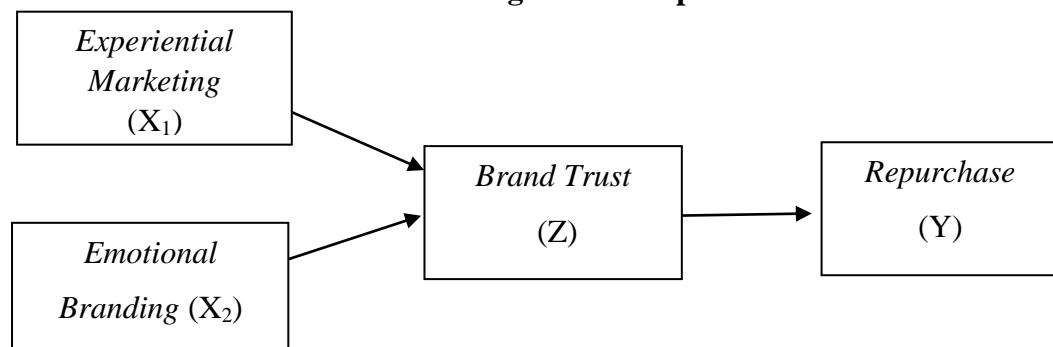 Experiential
Marketing
(X₁)
Brand Trust
(Z)
Repurchase
(Y)
Emotional
Branding (X₂)